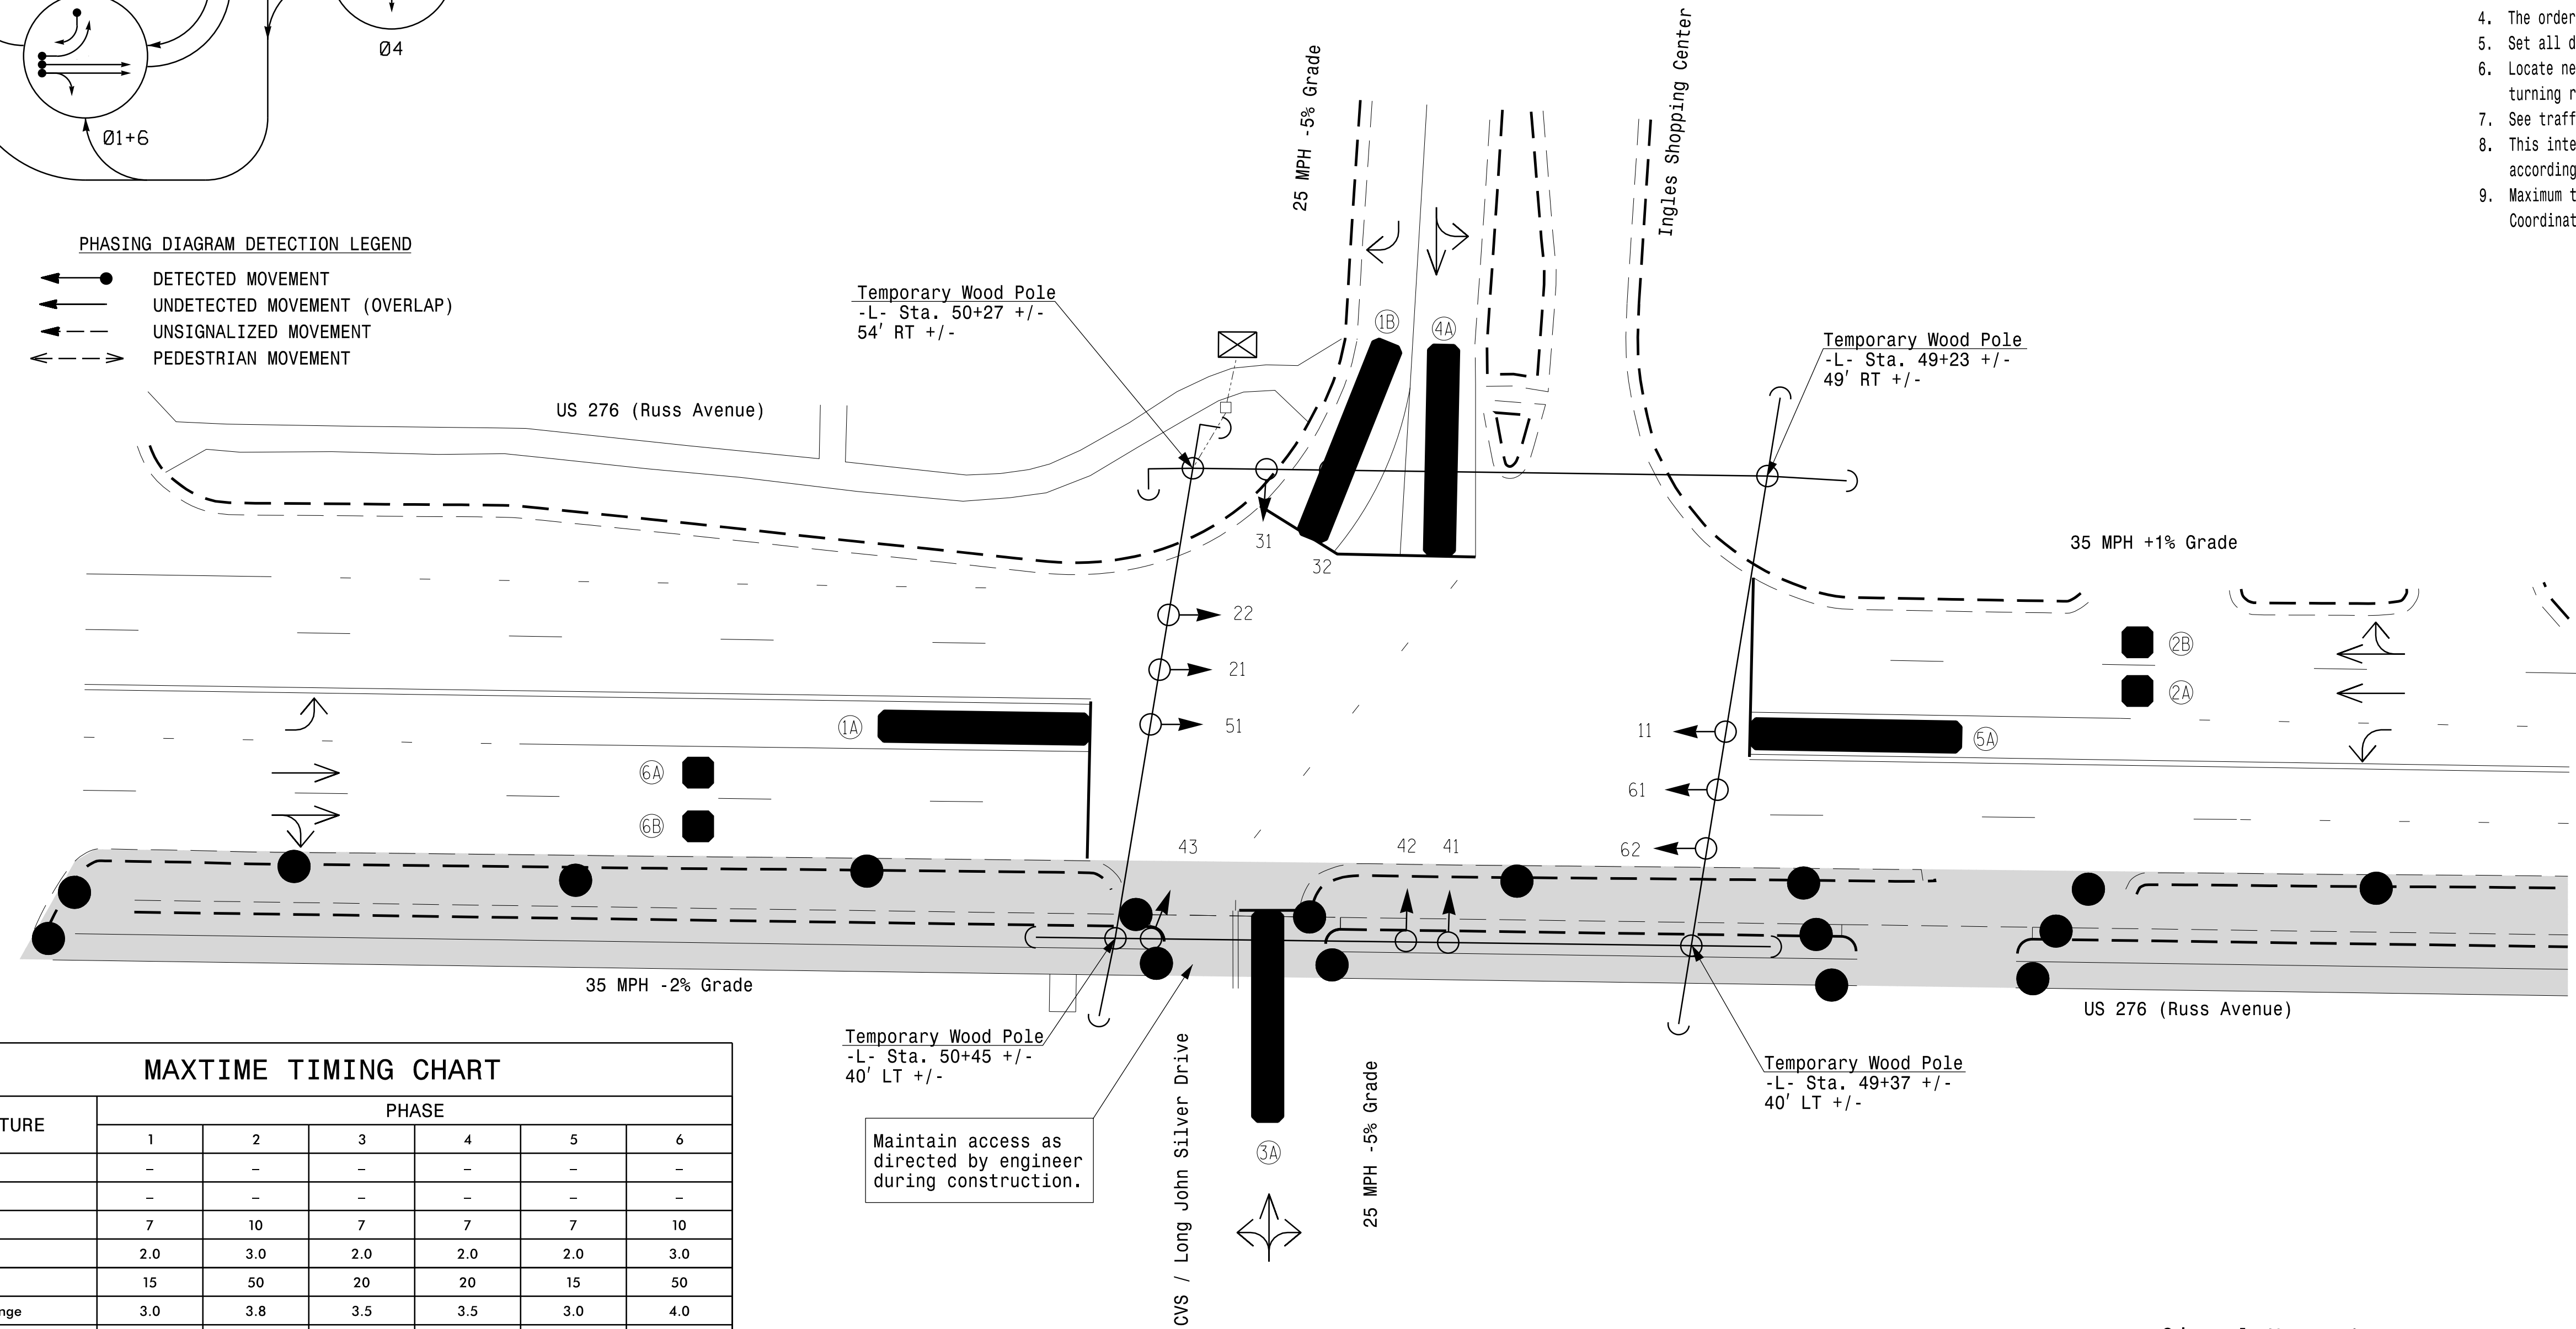 Ø4
Ø1+6
PHASING DIAGRAM DETECTION LEGEND
DETECTED MOVEMENT
UNDETECTED MOVEMENT (OVERLAP)
UNSIGNALIZED MOVEMENT
PEDESTRIAN MOVEMENT
4. The order
5. Set all d
6. Locate ne
turning r
7. See traff
8. This inte
according
9. Maximum t
Coordinat
25 MPH -5% Grade
Ingles Shopping Center
Temporary Wood Pole
-L- Sta. 50+27 +/-
54' RT +/-
1B
4A
Temporary Wood Pole
-L- Sta. 49+23 +/-
49' RT +/-
US 276 (Russ Avenue)
31
32
35 MPH +1% Grade
22
21
51
1A
6A
6B
11
61
62
5A
2B
2A
43
42
41
35 MPH -2% Grade
US 276 (Russ Avenue)
Temporary Wood Pole
-L- Sta. 50+45 +/-
40' LT +/-
Temporary Wood Pole
-L- Sta. 49+37 +/-
40' LT +/-
Maintain access as
directed by engineer
during construction.
CVS / Long John Silver Drive
3A
25 MPH -5% Grade
MAXTIME TIMING CHART
TURE
PHASE
1 2 3 4 5 6
– – – – – –
– – – – – –
7 10 7 7 7 10
2.0 3.0 2.0 2.0 2.0 3.0
15 50 20 20 15 50
nge 3.0 3.8 3.5 3.5 3.0 4.0